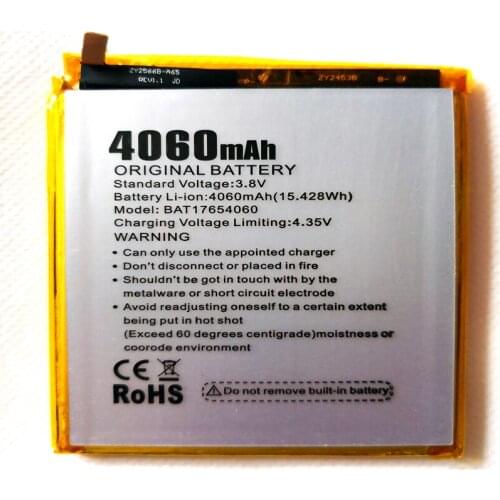 ZY2566B-M65
REV1.1 JD
ZY2453B
B-
4060mAh
ORIGINAL BATTERY
Standard Voltage:3.8V
Battery Li-ion:4060mAh(15.428Wh)
Model: BAT17654060
Charging Voltage Limiting:4.35V
WARNING
• Can only use the appointed charger
• Don't disconnect or placed in fire
• Shouldn't be got in touch with by the
metalware or short circuit electrode
• Avoid readjusting oneself to a certain extent
being put in hot shot
(Exceed 60 degrees centigrade)moistness or
coorode environment
CE
RoHS
Do not remove built-in battery